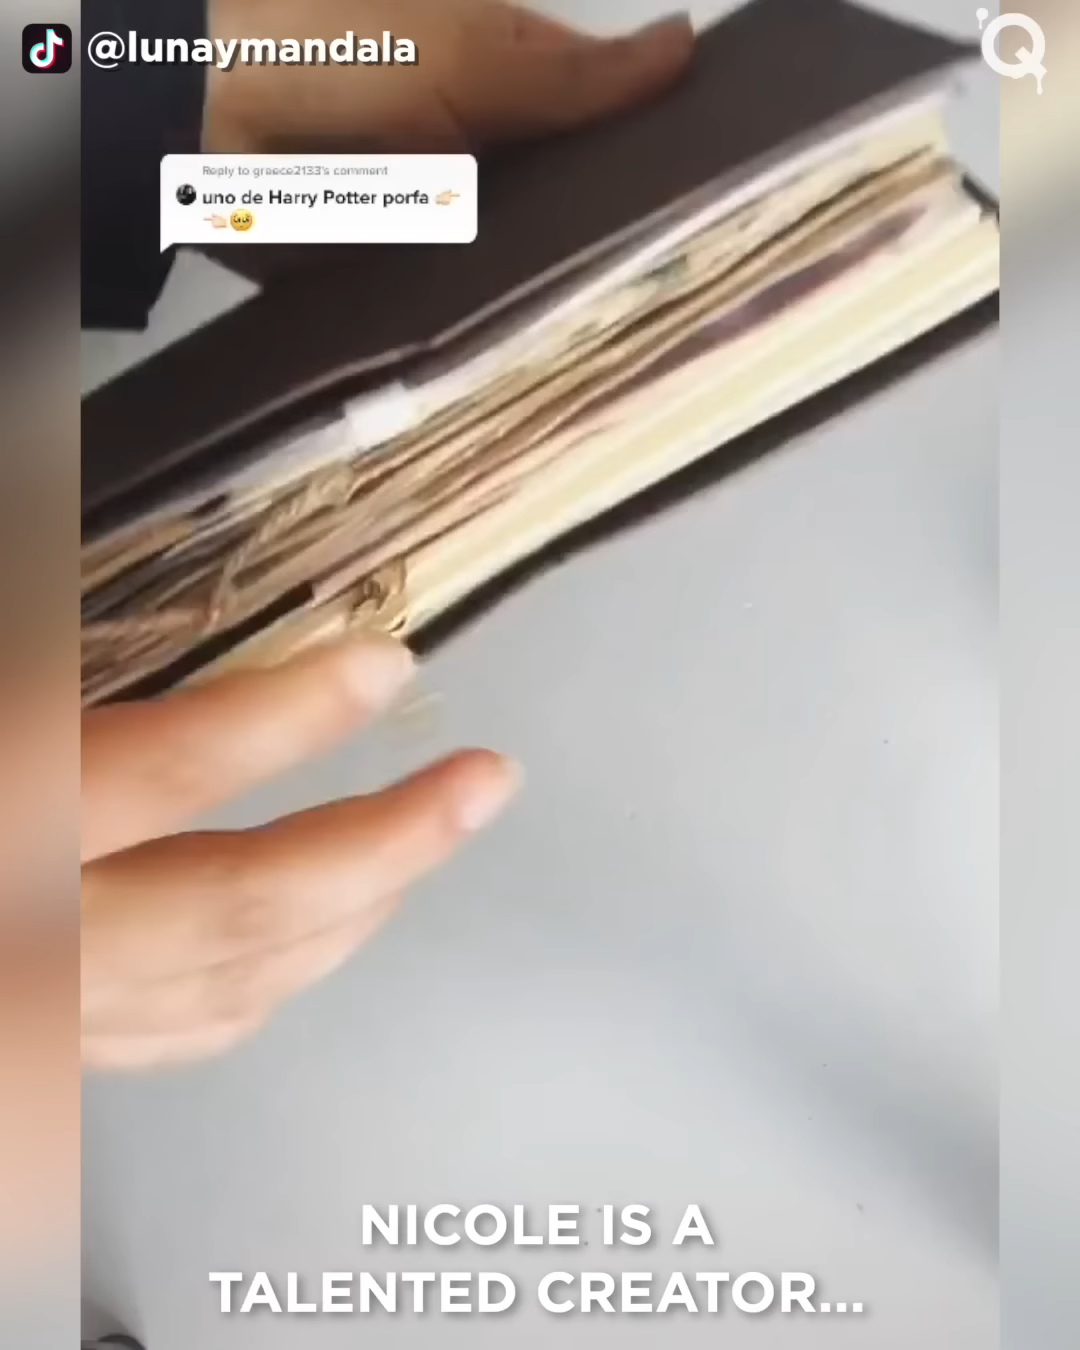 @lunaymandala
Reply to greece2133's comment
uno de Harry Potter porfa 👉🏻
👈🏻🥺
NICOLE IS A
TALENTED CREATOR...